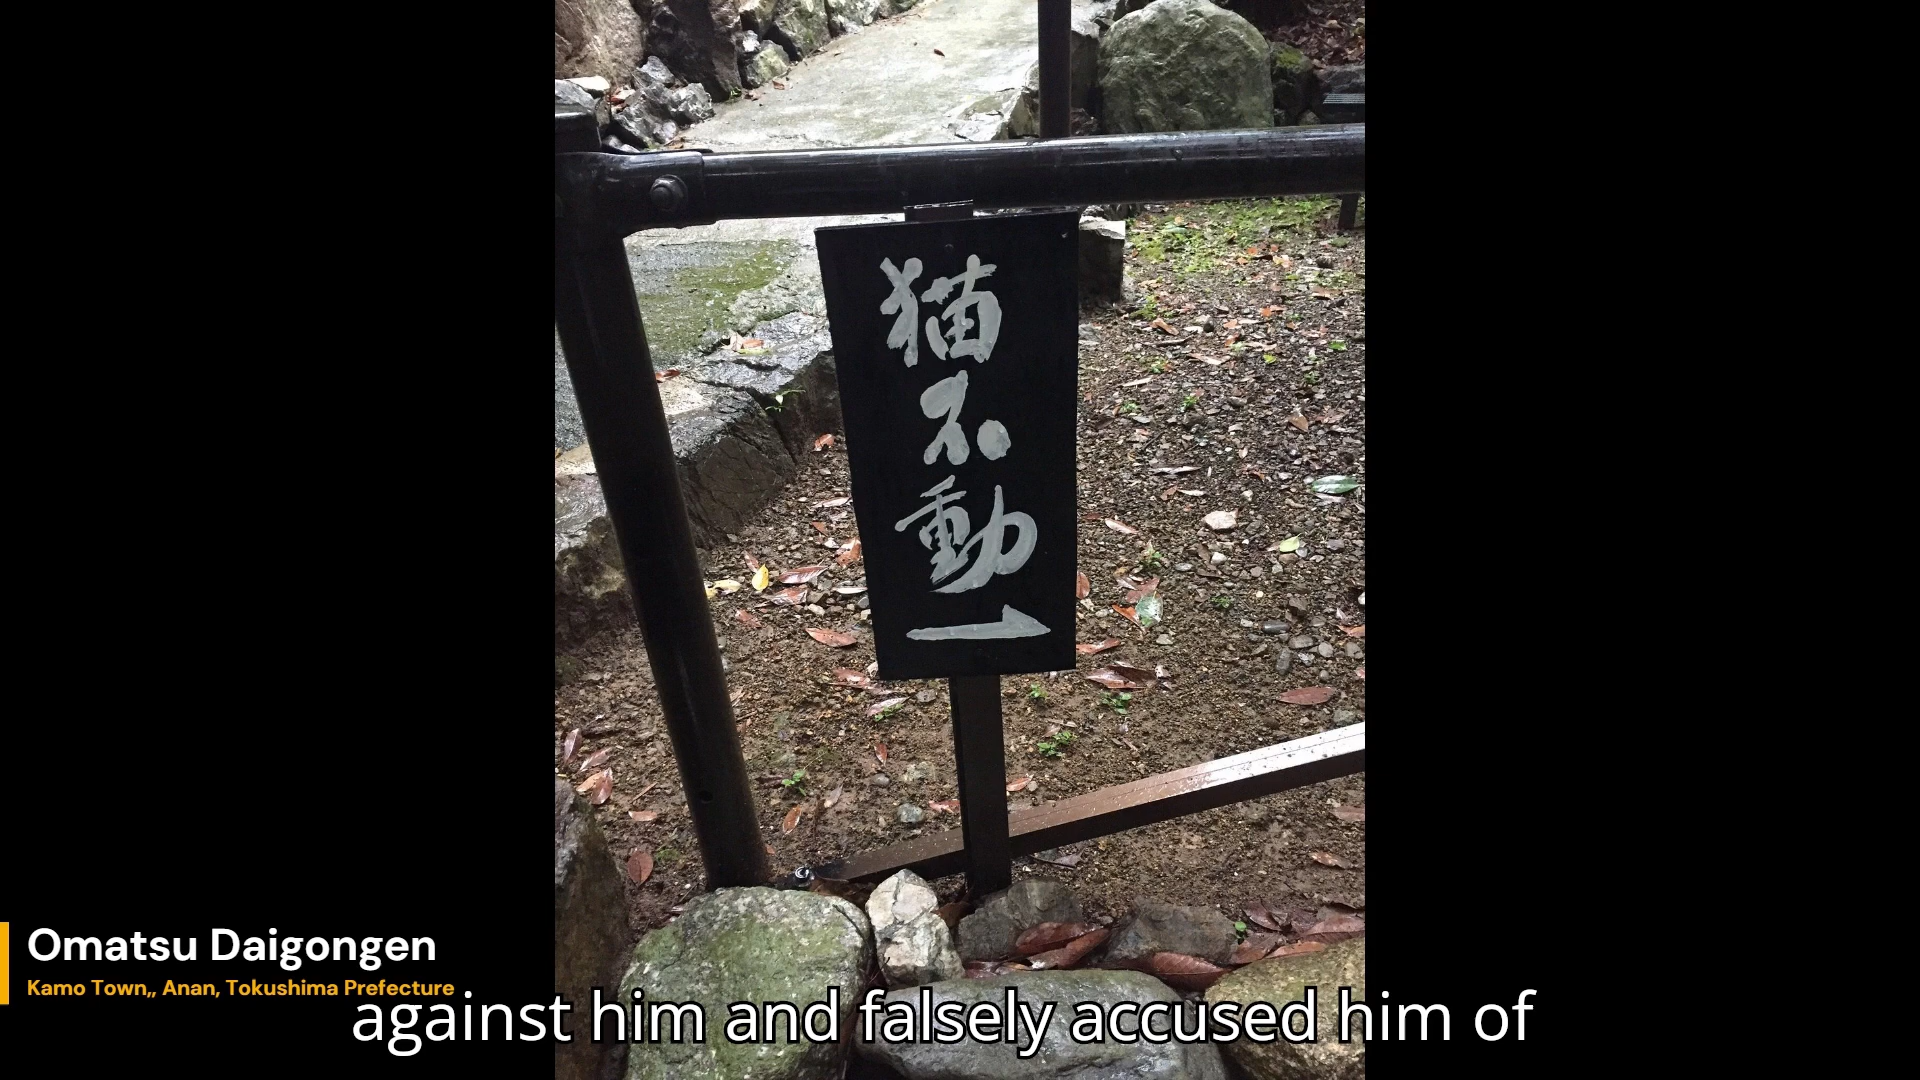 猫不動
Omatsu Daigongen
Kamo Town,, Anan, Tokushima Prefecture
against him and falsely accused him of